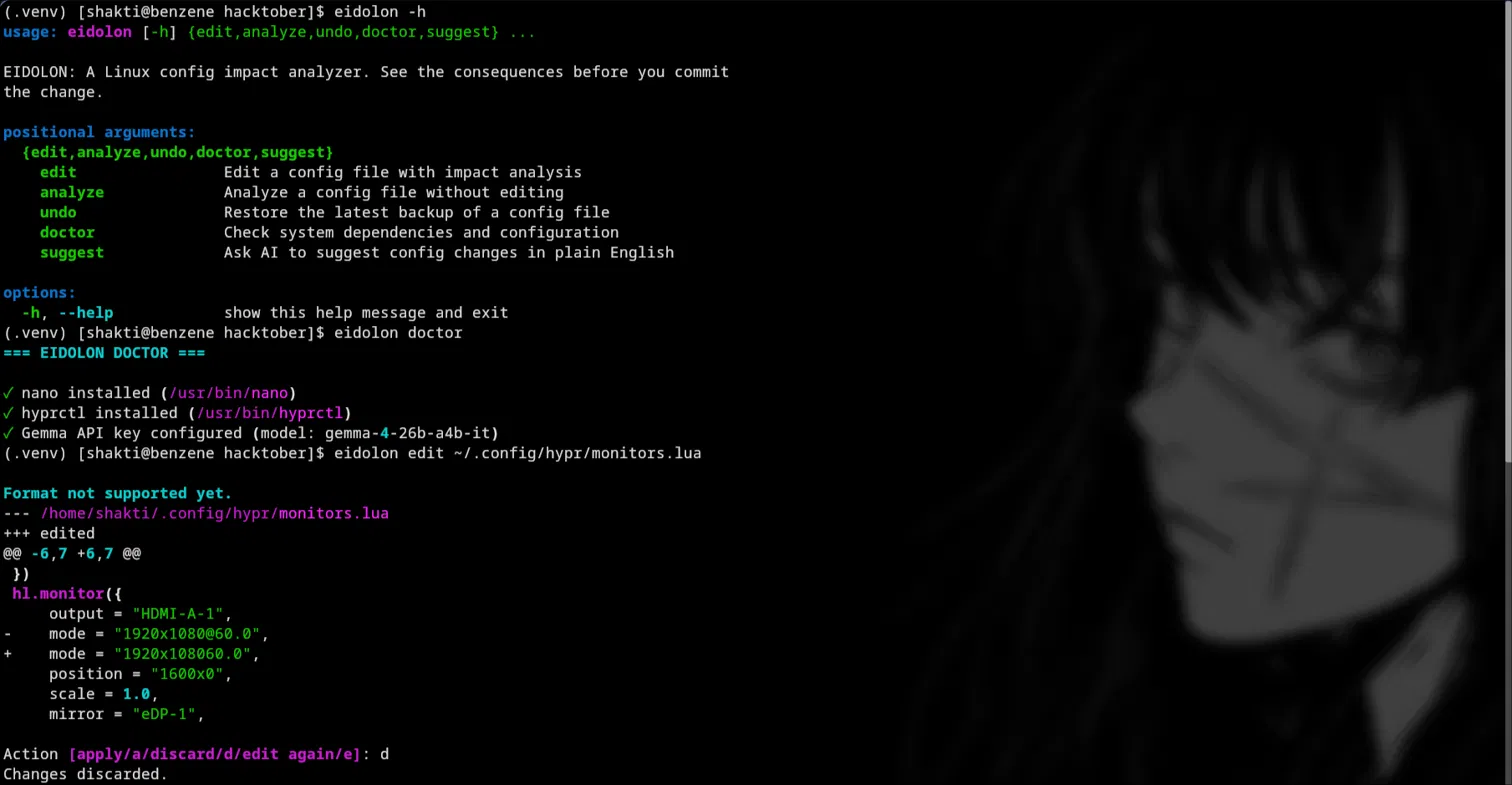 (.venv) [shakti@benzene hacktober]$ eidolon -h
usage: eidolon [-h] {edit,analyze,undo,doctor,suggest} ...
EIDOLON: A Linux config impact analyzer. See the consequences before you commit
the change.
positional arguments:
{edit,analyze,undo,doctor,suggest}
edit Edit a config file with impact analysis
analyze Analyze a config file without editing
undo Restore the latest backup of a config file
doctor Check system dependencies and configuration
suggest Ask AI to suggest config changes in plain English
options:
-h, --help show this help message and exit
(.venv) [shakti@benzene hacktober]$ eidolon doctor
=== EIDOLON DOCTOR ===
✓ nano installed (/usr/bin/nano)
✓ hyprctl installed (/usr/bin/hyprctl)
✓ Gemma API key configured (model: gemma-4-26b-a4b-it)
(.venv) [shakti@benzene hacktober]$ eidolon edit ~/.config/hypr/monitors.lua
Format not supported yet.
--- /home/shakti/.config/hypr/monitors.lua
+++ edited
@@ -6,7 +6,7 @@
})
hl.monitor({
output = "HDMI-A-1",
- mode = "1920x1080@60.0",
+ mode = "1920x108060.0",
position = "1600x0",
scale = 1.0,
mirror = "eDP-1",
Action [apply/a/discard/d/edit again/e]: d
Changes discarded.